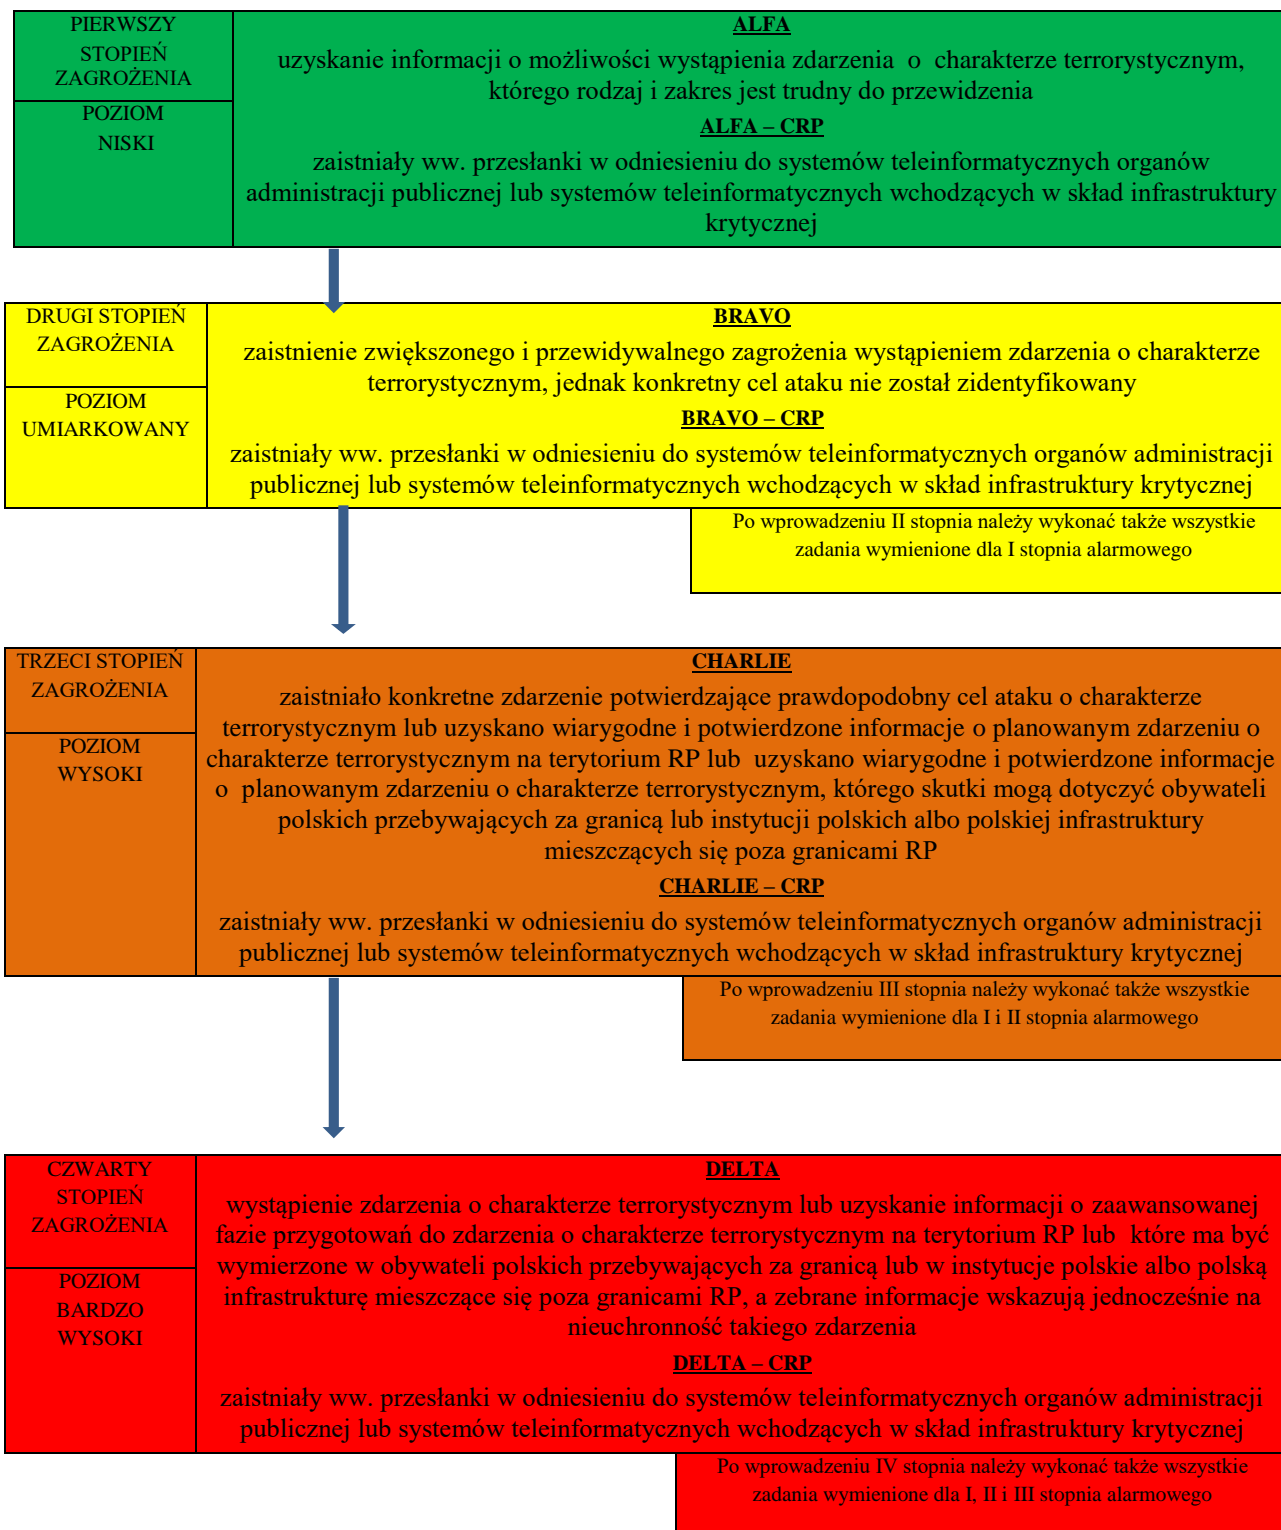 PIERWSZY
STOPIEŃ
ZAGROŻENIA
POZIOM
NISKI
ALFA
uzyskanie informacji o możliwości wystąpienia zdarzenia o charakterze terrorystycznym,
którego rodzaj i zakres jest trudny do przewidzenia
ALFA – CRP
zaistniały ww. przesłanki w odniesieniu do systemów teleinformatycznych organów
administracji publicznej lub systemów teleinformatycznych wchodzących w skład infrastruktury
krytycznej
DRUGI STOPIEŃ
ZAGROŻENIA
POZIOM
UMIARKOWANY
BRAVO
zaistnienie zwiększonego i przewidywalnego zagrożenia wystąpieniem zdarzenia o charakterze
terrorystycznym, jednak konkretny cel ataku nie został zidentyfikowany
BRAVO – CRP
zaistniały ww. przesłanki w odniesieniu do systemów teleinformatycznych organów administracji
publicznej lub systemów teleinformatycznych wchodzących w skład infrastruktury krytycznej
Po wprowadzeniu II stopnia należy wykonać także wszystkie
zadania wymienione dla I stopnia alarmowego
TRZECI STOPIEŃ
ZAGROŻENIA
POZIOM
WYSOKI
CHARLIE
zaistniało konkretne zdarzenie potwierdzające prawdopodobny cel ataku o charakterze
terrorystycznym lub uzyskano wiarygodne i potwierdzone informacje o planowanym zdarzeniu o
charakterze terrorystycznym na terytorium RP lub uzyskano wiarygodne i potwierdzone informacje
o planowanym zdarzeniu o charakterze terrorystycznym, którego skutki mogą dotyczyć obywateli
polskich przebywających za granicą lub instytucji polskich albo polskiej infrastruktury
mieszczących się poza granicami RP
CHARLIE – CRP
zaistniały ww. przesłanki w odniesieniu do systemów teleinformatycznych organów administracji
publicznej lub systemów teleinformatycznych wchodzących w skład infrastruktury krytycznej
Po wprowadzeniu III stopnia należy wykonać także wszystkie
zadania wymienione dla I i II stopnia alarmowego
CZWARTY
STOPIEŃ
ZAGROŻENIA
POZIOM
BARDZO
WYSOKI
DELTA
wystąpienie zdarzenia o charakterze terrorystycznym lub uzyskanie informacji o zaawansowanej
fazie przygotowań do zdarzenia o charakterze terrorystycznym na terytorium RP lub które ma być
wymierzone w obywateli polskich przebywających za granicą lub w instytucje polskie albo polską
infrastrukturę mieszczące się poza granicami RP, a zebrane informacje wskazują jednocześnie na
nieuchronność takiego zdarzenia
DELTA – CRP
zaistniały ww. przesłanki w odniesieniu do systemów teleinformatycznych organów administracji
publicznej lub systemów teleinformatycznych wchodzących w skład infrastruktury krytycznej
Po wprowadzeniu IV stopnia należy wykonać także wszystkie
zadania wymienione dla I, II i III stopnia alarmowego